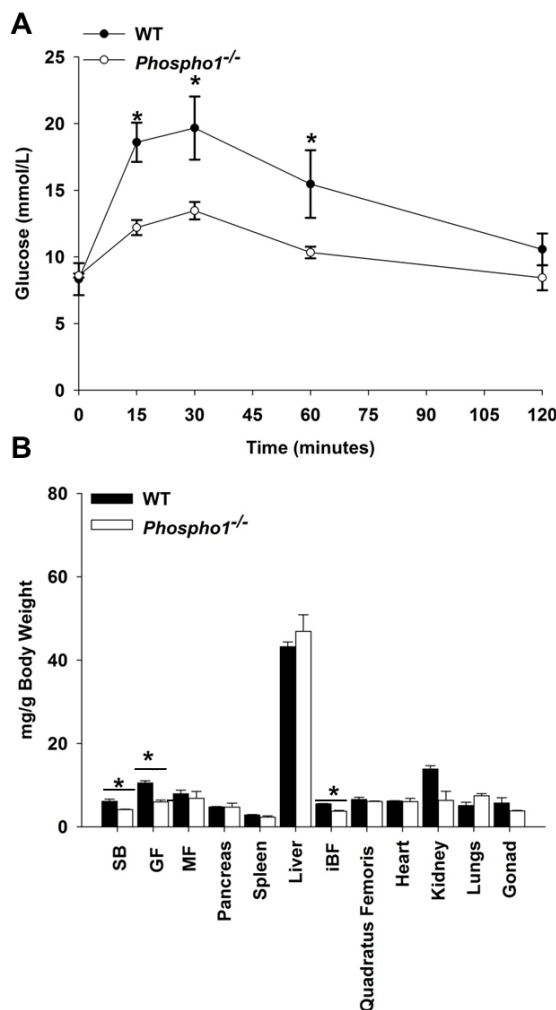 A
WT
Phospho1-/-
25
20
15
10
5
0
Glucose (mmol/L)
*
*
*
0 15 30 45 60 75 90 105 120
Time (minutes)
B
WT
Phospho1-/-
80
60
40
20
0
mg/g Body Weight
*
*
*
SB
GF
MF
Pancreas
Spleen
Liver
iBF
Quadratus Femoris
Heart
Kidney
Lungs
Gonad